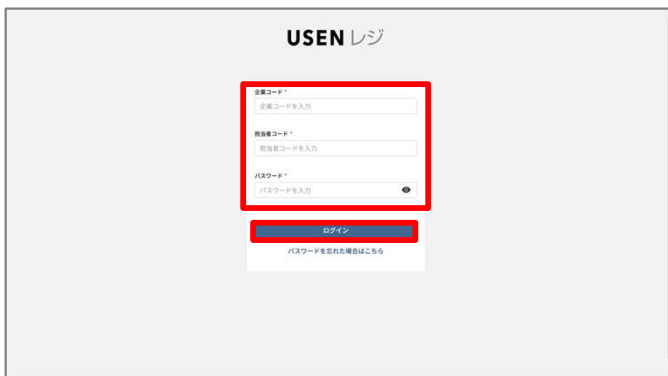 USEN レジ
企業コード *
企業コードを入力
担当者コード *
担当者コードを入力
パスワード *
パスワードを入力
ログイン
パスワードを忘れた場合はこちら